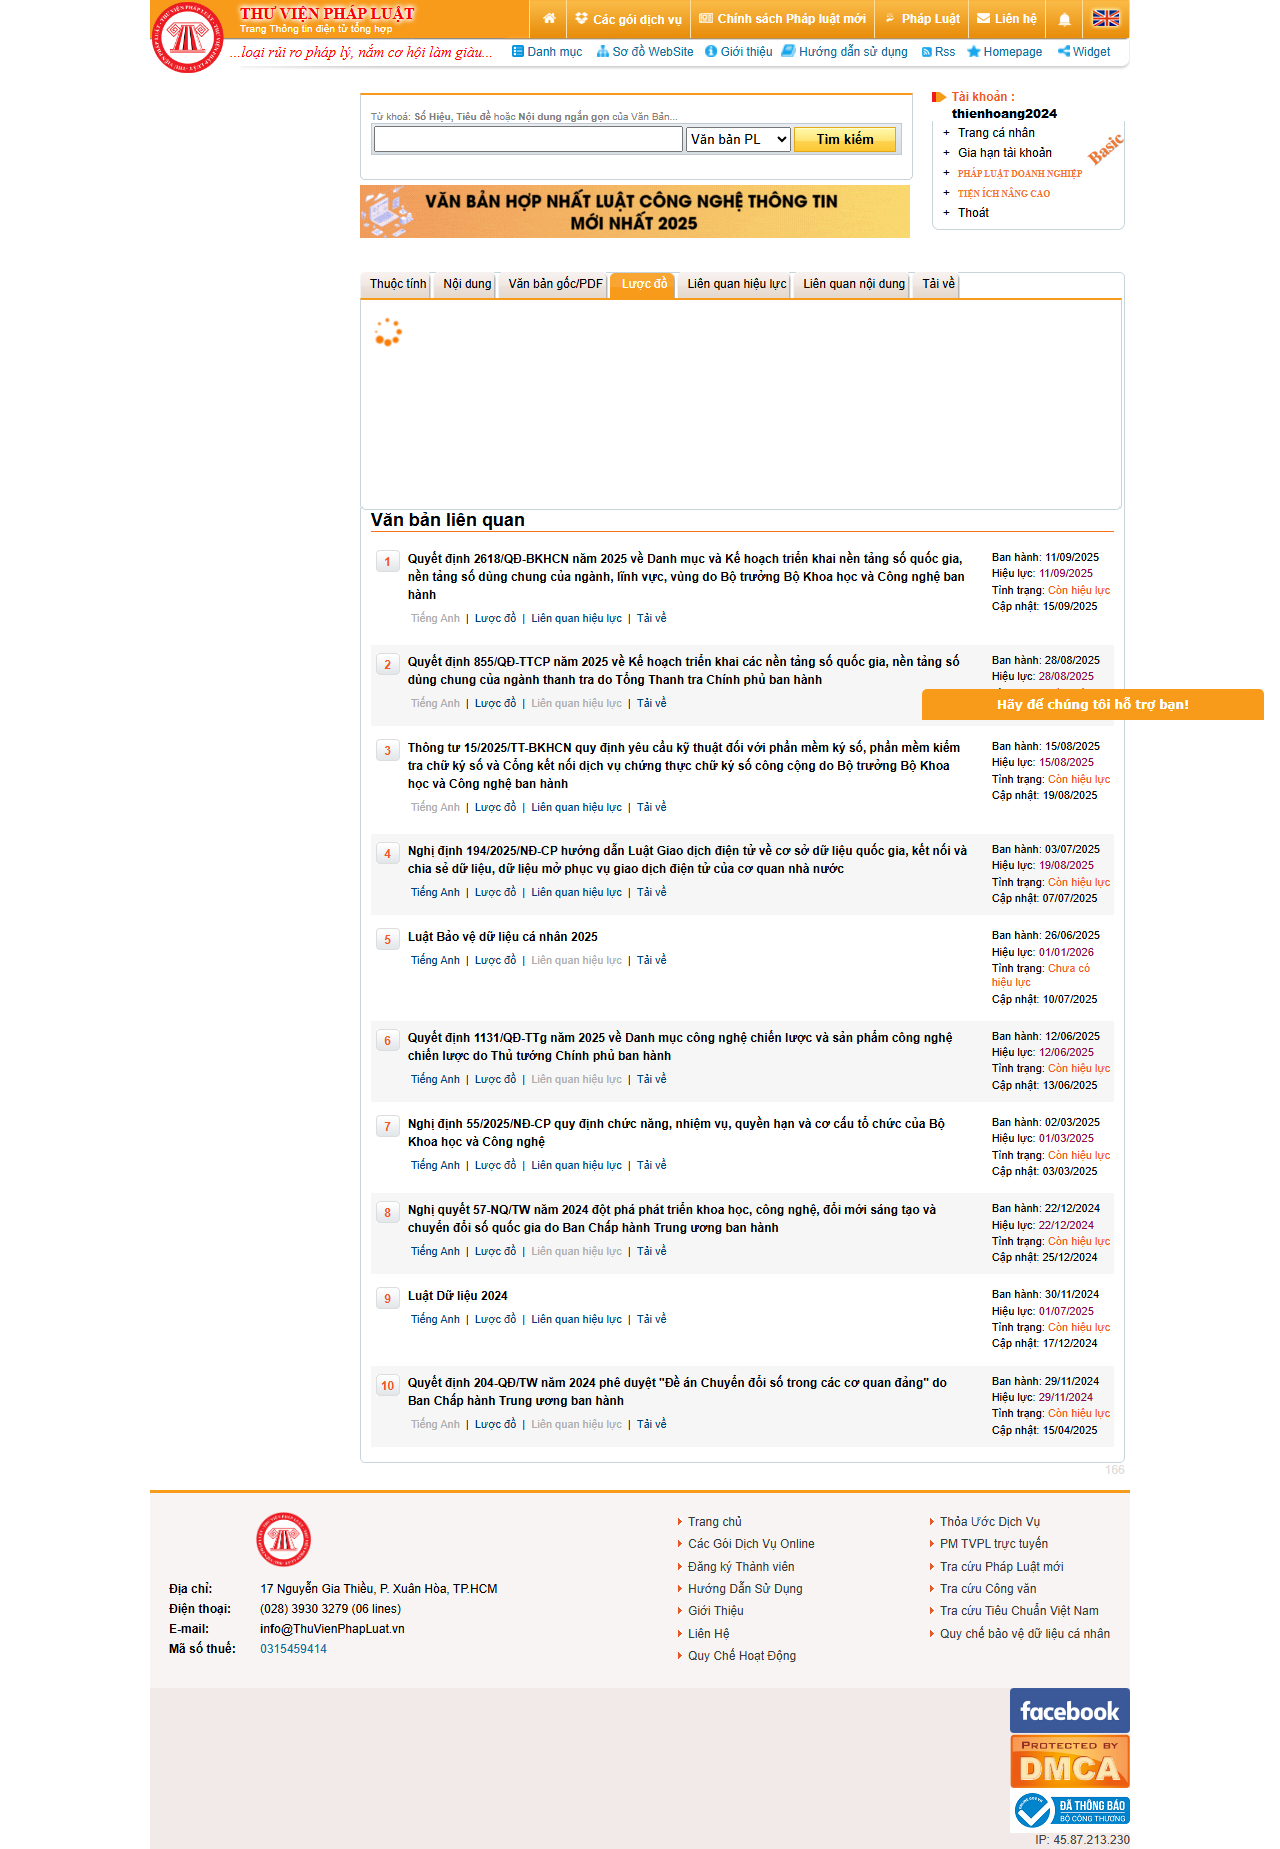 THƯ VIỆN PHÁP LUẬT
Trang Thông tin điện tử tổng hợp
Các gói dịch vụ
Chính sách Pháp luật mới
Pháp Luật
Liên hệ
...loại rủi ro pháp lý, nắm cơ hội làm giàu...
Danh mục
Sơ đồ WebSite
Giới thiệu
Hướng dẫn sử dụng
Rss
Homepage
Widget
Từ khoá: Số Hiệu, Tiêu đề hoặc Nội dung ngắn gọn của Văn Bản...
Văn bản PL
Tìm kiếm
VĂN BẢN HỢP NHẤT LUẬT CÔNG NGHỆ THÔNG TIN
MỚI NHẤT 2025
Tài khoản :
thienhoang2024
+ Trang cá nhân
+ Gia hạn tài khoản
+ PHÁP LUẬT DOANH NGHIỆP
+ TIỆN ÍCH NÂNG CAO
+ Thoát
Basic
Thuộc tính
Nội dung
Văn bản gốc/PDF
Lược đồ
Liên quan hiệu lực
Liên quan nội dung
Tải về
Văn bản liên quan
1
Quyết định 2618/QĐ-BKHCN năm 2025 về Danh mục và Kế hoạch triển khai nền tảng số quốc gia,
nền tảng số dùng chung của ngành, lĩnh vực, vùng do Bộ trưởng Bộ Khoa học và Công nghệ ban
hành
Tiếng Anh | Lược đồ | Liên quan hiệu lực | Tải về
Ban hành: 11/09/2025
Hiệu lực: 11/09/2025
Tình trạng: Còn hiệu lực
Cập nhật: 15/09/2025
2
Quyết định 855/QĐ-TTCP năm 2025 về Kế hoạch triển khai các nền tảng số quốc gia, nền tảng số
dùng chung của ngành thanh tra do Tổng Thanh tra Chính phủ ban hành
Tiếng Anh | Lược đồ | Liên quan hiệu lực | Tải về
Ban hành: 28/08/2025
Hiệu lực: 28/08/2025
Hãy để chúng tôi hỗ trợ bạn!
3
Thông tư 15/2025/TT-BKHCN quy định yêu cầu kỹ thuật đối với phần mềm ký số, phần mềm kiểm
tra chữ ký số và Cổng kết nối dịch vụ chứng thực chữ ký số công cộng do Bộ trưởng Bộ Khoa
học và Công nghệ ban hành
Tiếng Anh | Lược đồ | Liên quan hiệu lực | Tải về
Ban hành: 15/08/2025
Hiệu lực: 15/08/2025
Tình trạng: Còn hiệu lực
Cập nhật: 19/08/2025
4
Nghị định 194/2025/NĐ-CP hướng dẫn Luật Giao dịch điện tử về cơ sở dữ liệu quốc gia, kết nối và
chia sẻ dữ liệu, dữ liệu mở phục vụ giao dịch điện tử của cơ quan nhà nước
Tiếng Anh | Lược đồ | Liên quan hiệu lực | Tải về
Ban hành: 03/07/2025
Hiệu lực: 19/08/2025
Tình trạng: Còn hiệu lực
Cập nhật: 07/07/2025
5
Luật Bảo vệ dữ liệu cá nhân 2025
Tiếng Anh | Lược đồ | Liên quan hiệu lực | Tải về
Ban hành: 26/06/2025
Hiệu lực: 01/01/2026
Tình trạng: Chưa có
hiệu lực
Cập nhật: 10/07/2025
6
Quyết định 1131/QĐ-TTg năm 2025 về Danh mục công nghệ chiến lược và sản phẩm công nghệ
chiến lược do Thủ tướng Chính phủ ban hành
Tiếng Anh | Lược đồ | Liên quan hiệu lực | Tải về
Ban hành: 12/06/2025
Hiệu lực: 12/06/2025
Tình trạng: Còn hiệu lực
Cập nhật: 13/06/2025
7
Nghị định 55/2025/NĐ-CP quy định chức năng, nhiệm vụ, quyền hạn và cơ cấu tổ chức của Bộ
Khoa học và Công nghệ
Tiếng Anh | Lược đồ | Liên quan hiệu lực | Tải về
Ban hành: 02/03/2025
Hiệu lực: 01/03/2025
Tình trạng: Còn hiệu lực
Cập nhật: 03/03/2025
8
Nghị quyết 57-NQ/TW năm 2024 đột phá phát triển khoa học, công nghệ, đổi mới sáng tạo và
chuyển đổi số quốc gia do Ban Chấp hành Trung ương ban hành
Tiếng Anh | Lược đồ | Liên quan hiệu lực | Tải về
Ban hành: 22/12/2024
Hiệu lực: 22/12/2024
Tình trạng: Còn hiệu lực
Cập nhật: 25/12/2024
9
Luật Dữ liệu 2024
Tiếng Anh | Lược đồ | Liên quan hiệu lực | Tải về
Ban hành: 30/11/2024
Hiệu lực: 01/07/2025
Tình trạng: Còn hiệu lực
Cập nhật: 17/12/2024
10
Quyết định 204-QĐ/TW năm 2024 phê duyệt "Đề án Chuyển đổi số trong các cơ quan đảng" do
Ban Chấp hành Trung ương ban hành
Tiếng Anh | Lược đồ | Liên quan hiệu lực | Tải về
Ban hành: 29/11/2024
Hiệu lực: 29/11/2024
Tình trạng: Còn hiệu lực
Cập nhật: 15/04/2025
166
Địa chỉ: 17 Nguyễn Gia Thiều, P. Xuân Hòa, TP.HCM
Điện thoại: (028) 3930 3279 (06 lines)
E-mail: info@ThuVienPhapLuat.vn
Mã số thuế: 0315459414
Trang chủ
Các Gói Dịch Vụ Online
Đăng ký Thành viên
Hướng Dẫn Sử Dụng
Giới Thiệu
Liên Hệ
Quy Chế Hoạt Động
Thỏa Ước Dịch Vụ
PM TVPL trực tuyến
Tra cứu Pháp Luật mới
Tra cứu Công văn
Tra cứu Tiêu Chuẩn Việt Nam
Quy chế bảo vệ dữ liệu cá nhân
facebook
PROTECTED BY
DMCA
ĐÃ THÔNG BÁO
BỘ CÔNG THƯƠNG
IP: 45.87.213.230